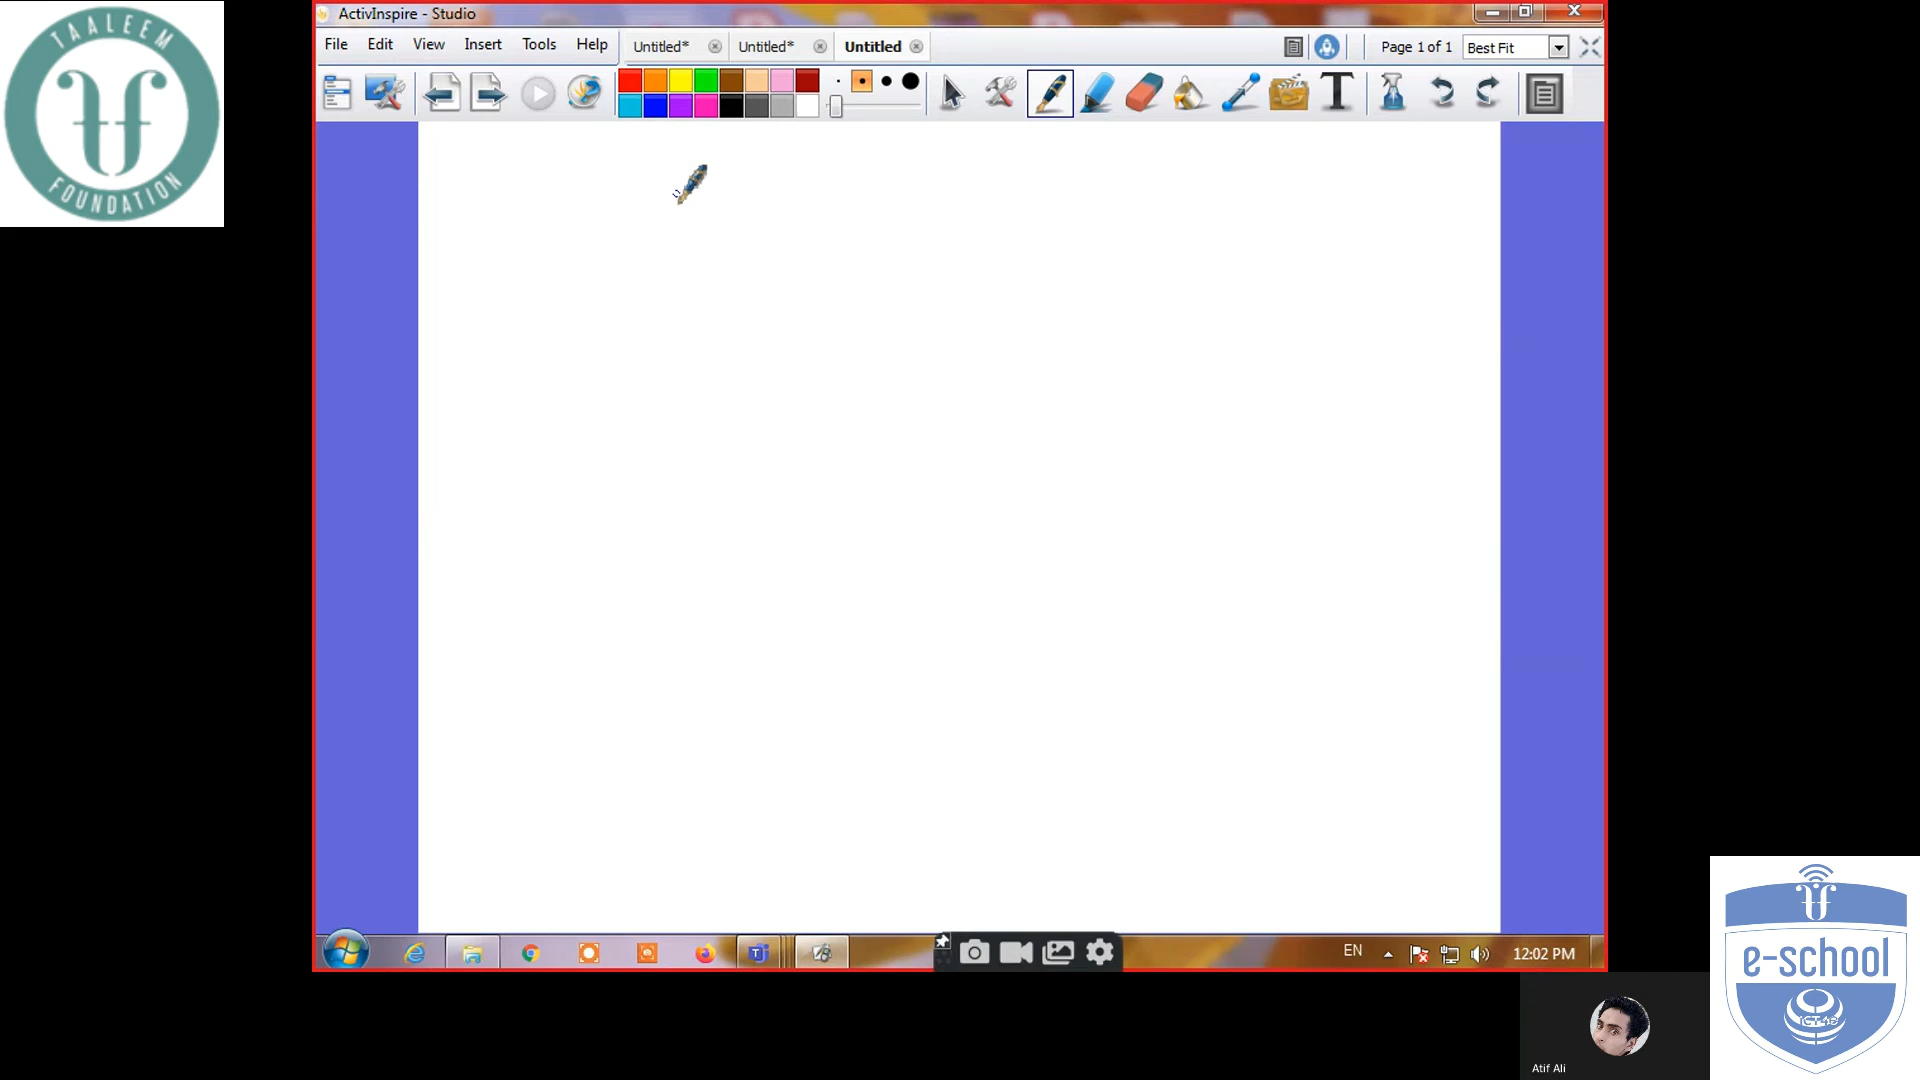 TAALEEM
FOUNDATION
ActivInspire - Studio
File Edit View Insert Tools Help Untitled* Untitled* Untitled Page 1 of 1 Best Fit
T
EN 12:02 PM
e-school
Atif Ali